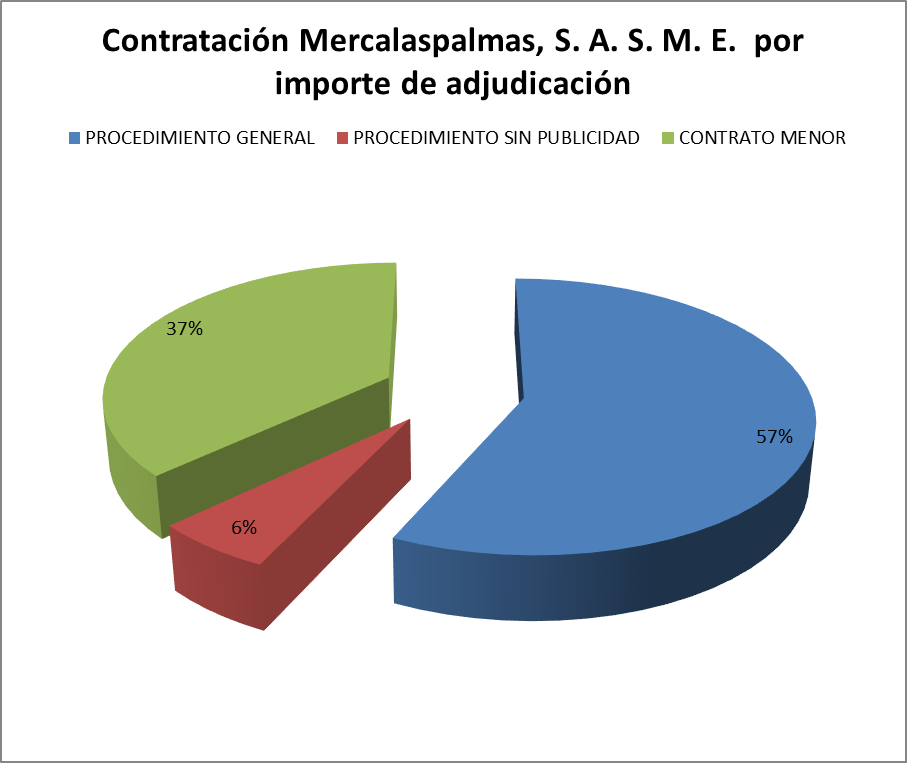 Contratación Mercalaspalmas, S. A. S. M. E. por
importe de adjudicación
PROCEDIMIENTO GENERAL PROCEDIMIENTO SIN PUBLICIDAD CONTRATO MENOR
37%
57%
6%